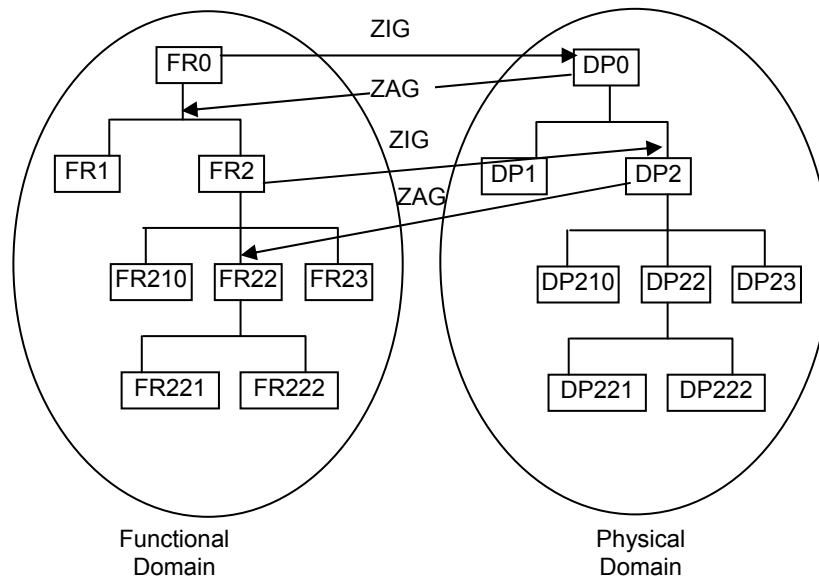 ZIG
FR0
DP0
ZAG
ZIG
FR1
FR2
DP1
DP2
ZAG
FR210
FR22
FR23
DP210
DP22
DP23
FR221
FR222
DP221
DP222
Functional
Domain
Physical
Domain